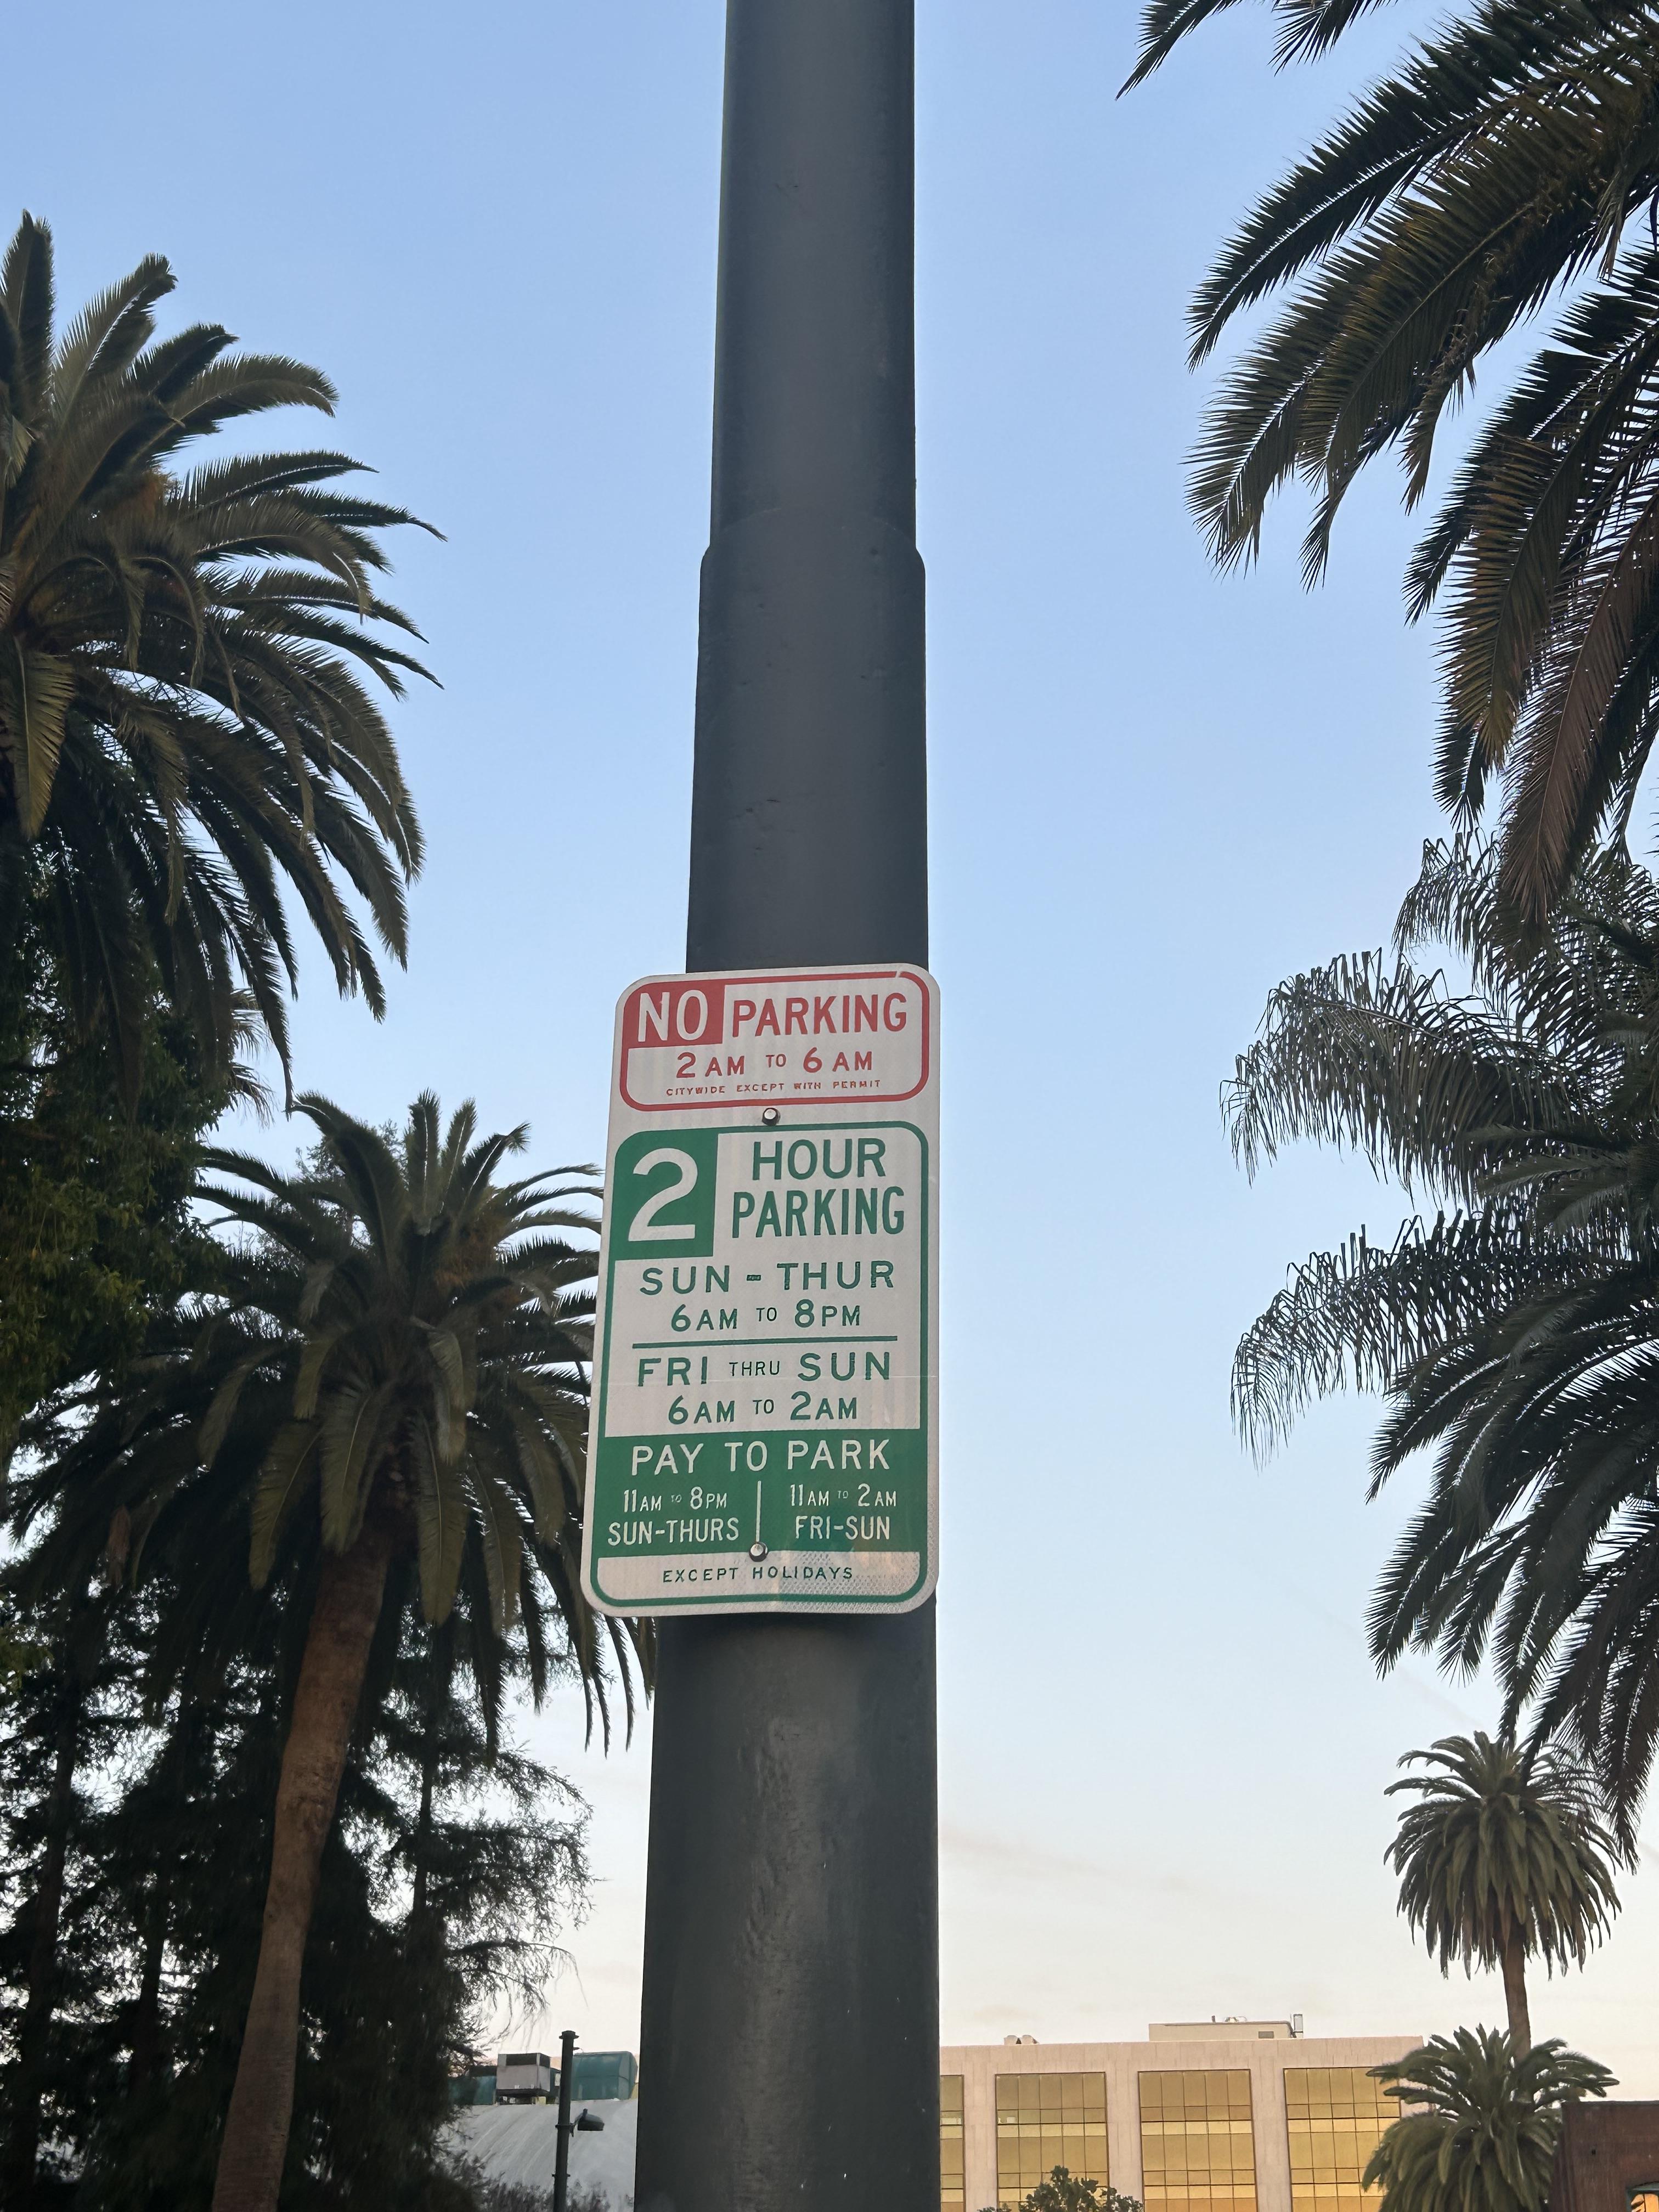 NO PARKING
2AM TO 6AM
CITYWIDE EXCEPT WITH PERMIT
2 HOUR
PARKING
SUN - THUR
6AM TO 8PM
FRI THRU SUN
6AM TO 2AM
PAY TO PARK
11AM TO 8PM
SUN-THURS
11AM TO 2AM
FRI-SUN
EXCEPT HOLIDAYS